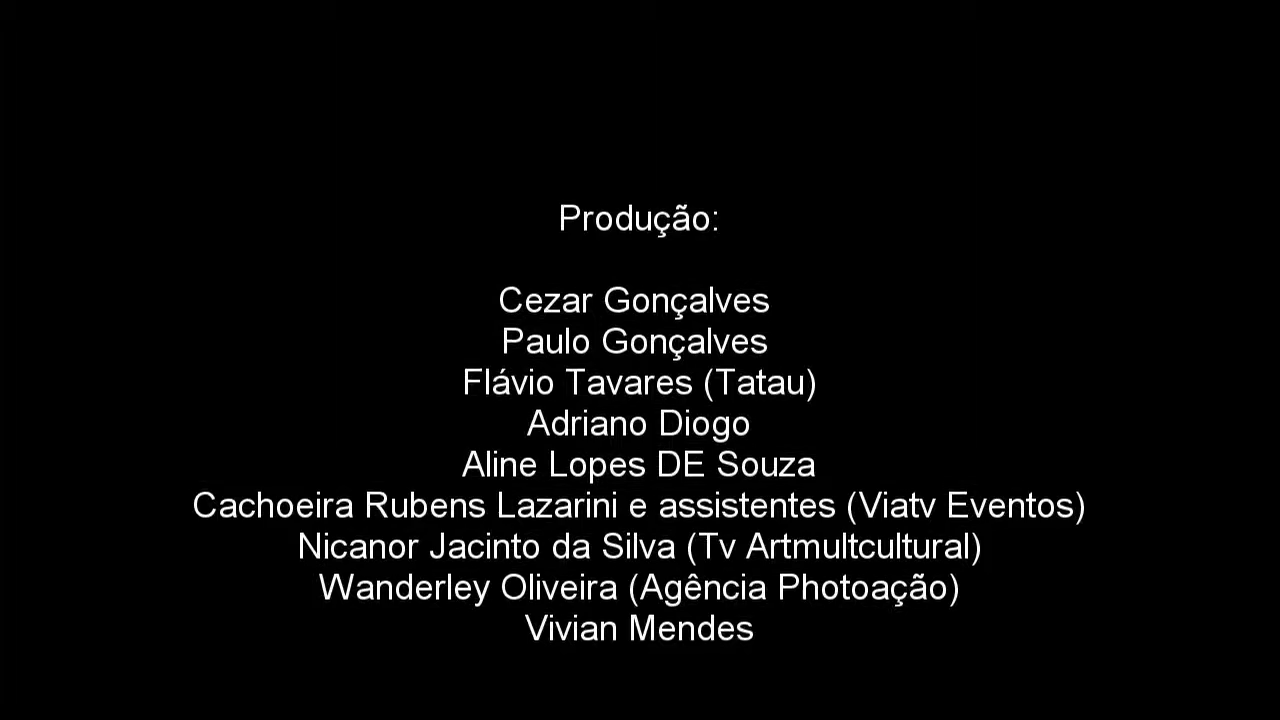 Produção:
Cezar Gonçalves
Paulo Gonçalves
Flávio Tavares (Tatau)
Adriano Diogo
Aline Lopes DE Souza
Cachoeira Rubens Lazarini e assistentes (Viatv Eventos)
Nicanor Jacinto da Silva (Tv Artmultcultural)
Wanderley Oliveira (Agência Photoação)
Vivian Mendes